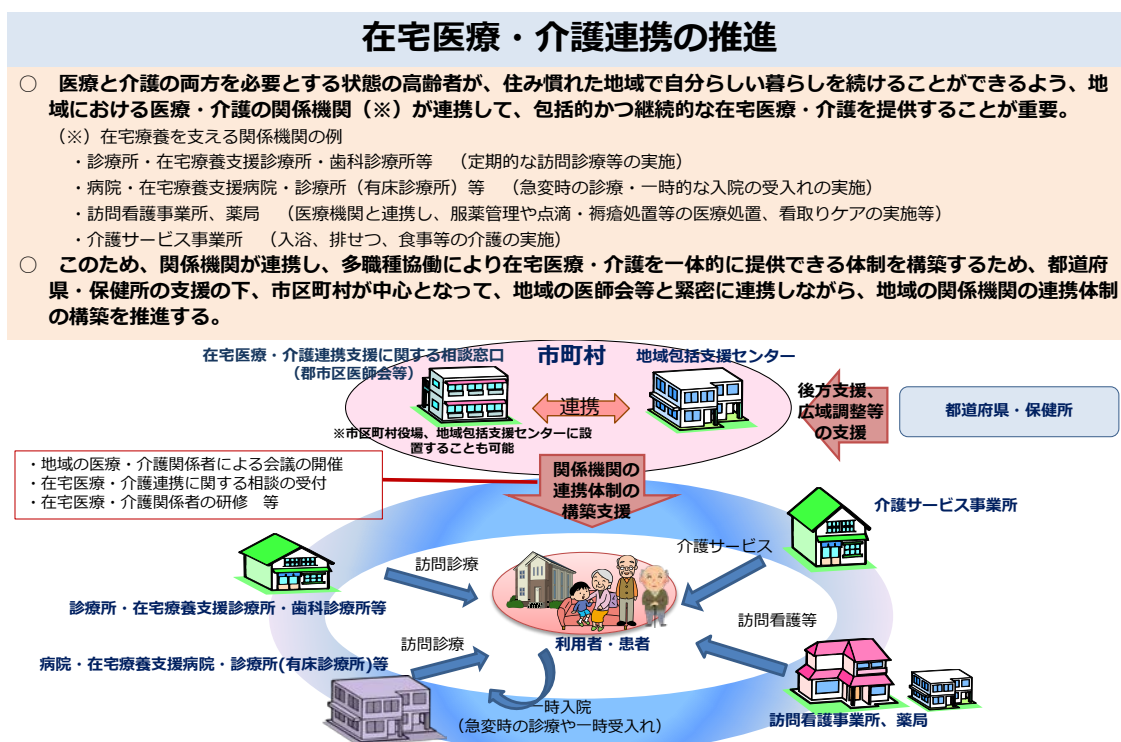 在宅医療・介護連携の推進
○ 医療と介護の両方を必要とする状態の高齢者が、住み慣れた地域で自分らしい暮らしを続けることができるよう、地
域における医療・介護の関係機関（※）が連携して、包括的かつ継続的な在宅医療・介護を提供することが重要。
（※）在宅療養を支える関係機関の例
・診療所・在宅療養支援診療所・歯科診療所等 （定期的な訪問診療等の実施）
・病院・在宅療養支援病院・診療所（有床診療所）等 （急変時の診療・一時的な入院の受入れの実施）
・訪問看護事業所、薬局 （医療機関と連携し、服薬管理や点滴・褥瘡処置等の医療処置、看取りケアの実施等）
・介護サービス事業所 （入浴、排せつ、食事等の介護の実施）
○ このため、関係機関が連携し、多職種協働により在宅医療・介護を一体的に提供できる体制を構築するため、都道府
県・保健所の支援の下、市区町村が中心となって、地域の医師会等と緊密に連携しながら、地域の関係機関の連携体制
の構築を推進する。
在宅医療・介護連携支援に関する相談窓口
（郡市区医師会等）
市町村
地域包括支援センター
連携
※市区町村役場、地域包括支援センターに設
置することも可能
後方支援、
広域調整等
の支援
都道府県・保健所
・地域の医療・介護関係者による会議の開催
・在宅医療・介護連携に関する相談の受付
・在宅医療・介護関係者の研修 等
関係機関の
連携体制の
構築支援
介護サービス事業所
介護サービス
訪問診療
診療所・在宅療養支援診療所・歯科診療所等
訪問看護等
利用者・患者
訪問診療
病院・在宅療養支援病院・診療所(有床診療所)等
一時入院
（急変時の診療や一時受入れ）
訪問看護事業所、薬局